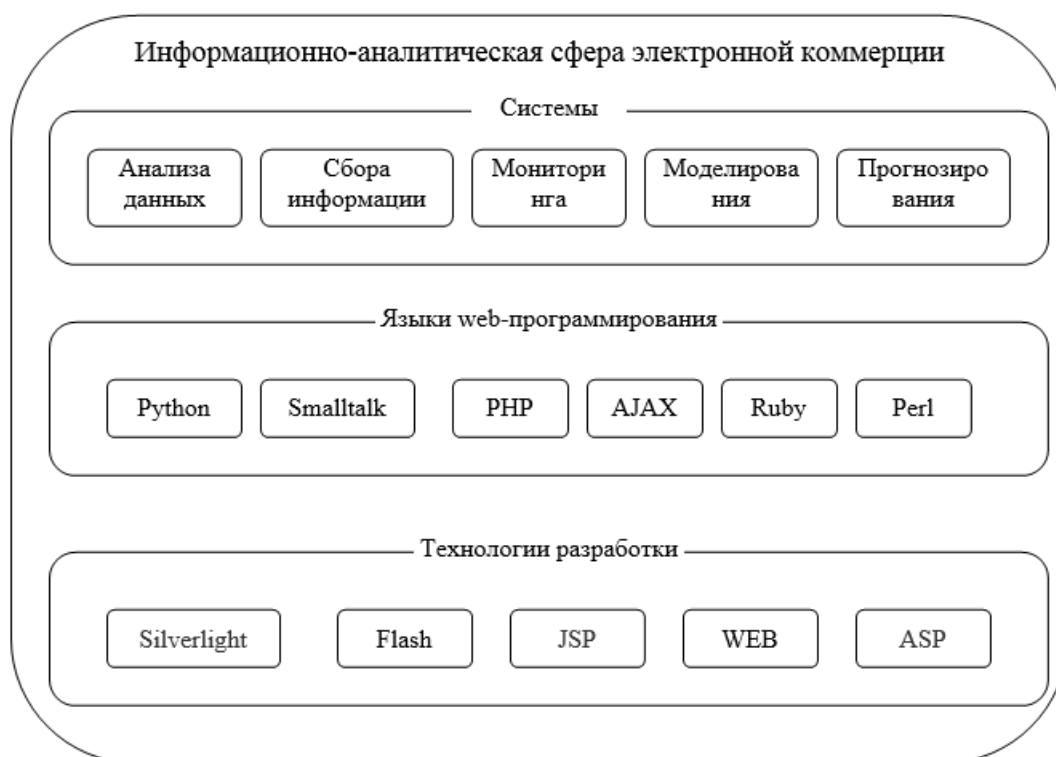 Информационно-аналитическая сфера электронной коммерции
Системы
Анализа
данных
Сбора
информации
Монитори
нга
Моделирова
ния
Прогнозиро
вания
Языки web-программирования
Python
Smalltalk
PHP
AJAX
Ruby
Perl
Технологии разработки
Silverlight
Flash
JSP
WEB
ASP